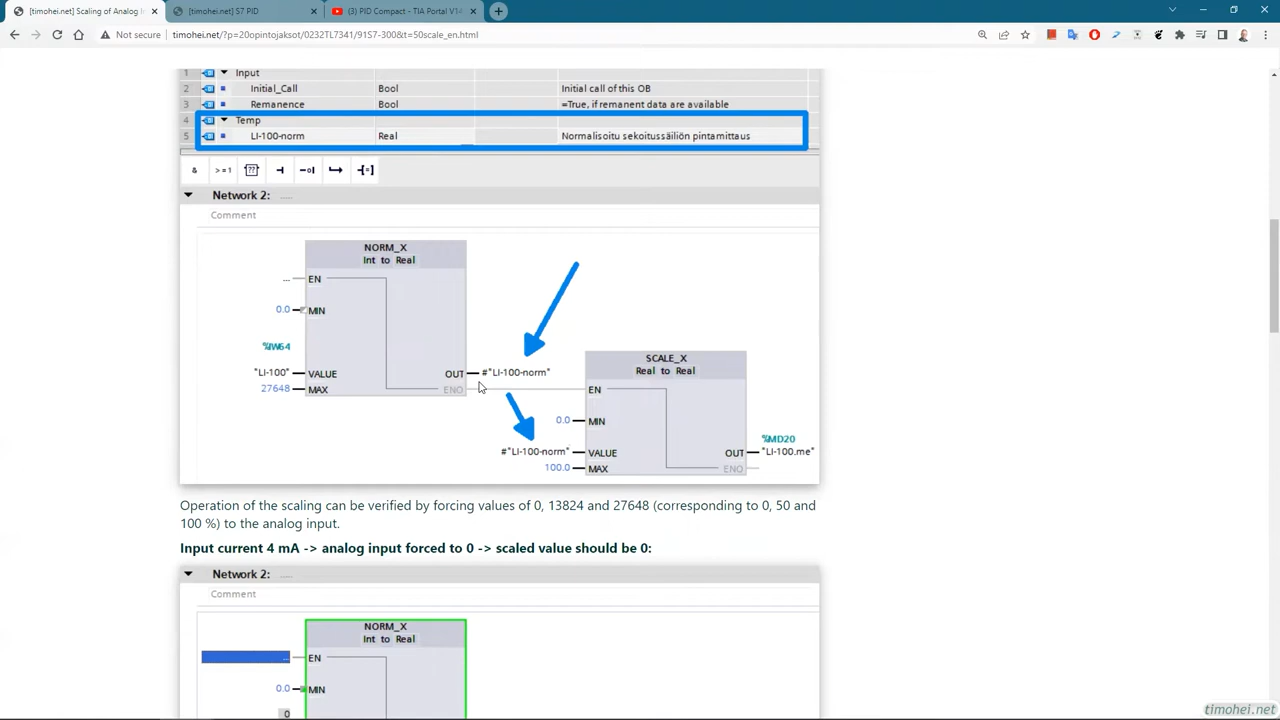 [timohei.net] Scaling of Analog In
[timohei.net] S7 PID
(3) PID Compact - TIA Portal V14
Not secure
timohei.net/?p=20opintojaksot/0232TL7341/9157-300&t=50scale_en.html
1 Input
2 Initial_Call Bool Initial call of this OB
3 Remanence Bool =True, if remanent data are available
4 Temp
5 LI-100-norm Real Normalisoitu sekoitussäiliön pintamittaus
& >=1 ?? -| -o| [=]
Network 2: .....
Comment
NORM_X
Int to Real
... EN
0.0 MIN
%IW64
"LI-100" VALUE OUT #"LI-100-norm"
27648 MAX ENO
SCALE_X
Real to Real
EN
0.0 MIN
%MD20
#"LI-100-norm" VALUE OUT "LI-100.me"
100.0 MAX ENO
Operation of the scaling can be verified by forcing values of 0, 13824 and 27648 (corresponding to 0, 50 and
100 %) to the analog input.
Input current 4 mA -> analog input forced to 0 -> scaled value should be 0:
Network 2: .....
Comment
NORM_X
Int to Real
... EN
0.0 MIN
0
timohei.net